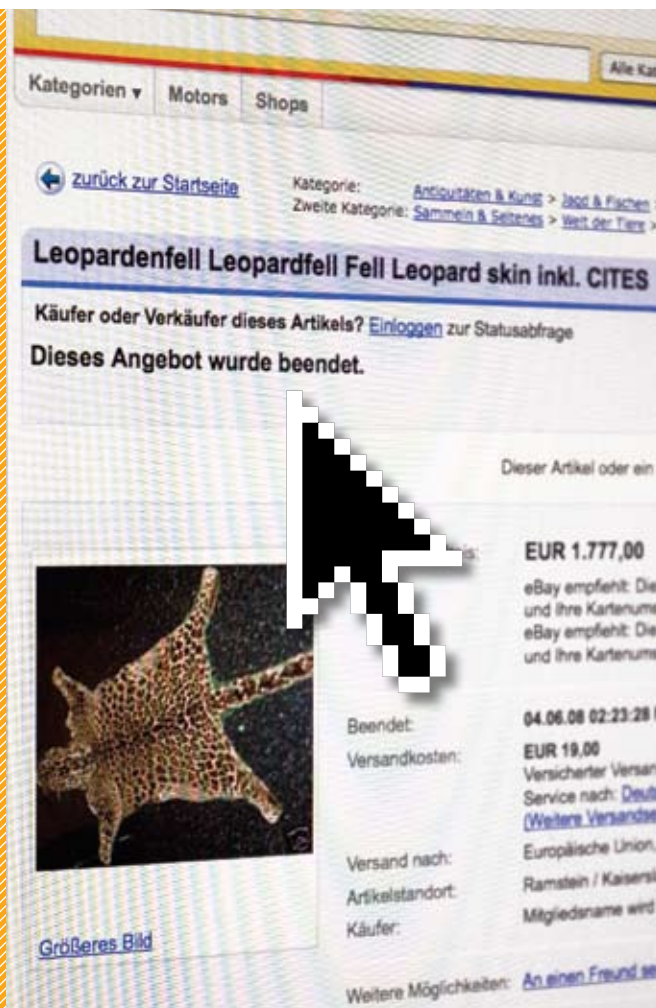 Alle Kat
Kategorien Motors Shops
zurück zur Startseite
Kategorie: Antiquitäten & Kunst > Jagd & Fischen >
Zweite Kategorie: Sammeln & Seltenes > Welt der Tiere >
Leopardenfell Leopardfell Fell Leopard skin inkl. CITES
Käufer oder Verkäufer dieses Artikels? Einloggen zur Statusabfrage
Dieses Angebot wurde beendet.
Dieser Artikel oder ein
is: EUR 1.777,00
eBay empfiehlt: Die
und Ihre Kartenume
eBay empfiehlt: Die
und Ihre Kartenume
Beendet: 04.06.08 02:23:28
Versandkosten: EUR 19,00
Versicherter Versan
Service nach: Deut
(Weitere Versandse
Versand nach: Europäische Union,
Artikelstandort: Ramstein / Kaisersl
Käufer: Mitgliedsname wird
Größeres Bild
Weitere Möglichkeiten: An einen Freund se